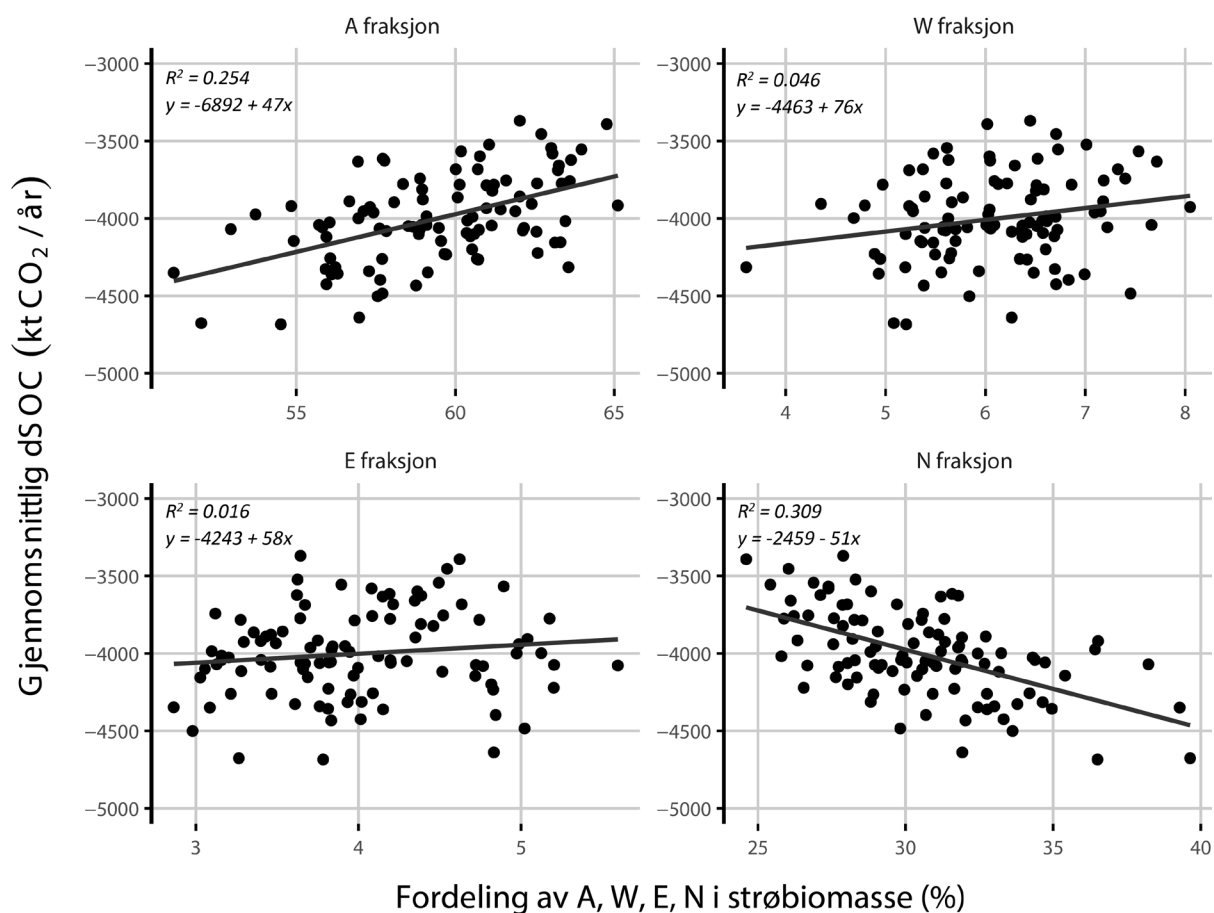 A fraksjon
W fraksjon
−3000
−3500
−4000
−4500
−5000
R² = 0.254
y = -6892 + 47x
55
60
65
−3000
−3500
−4000
−4500
−5000
R² = 0.046
y = -4463 + 76x
4
5
6
7
8
Gjennomsnittlig dSOC (kt CO₂ / år)
E fraksjon
N fraksjon
−3000
−3500
−4000
−4500
−5000
R² = 0.016
y = -4243 + 58x
3
4
5
−3000
−3500
−4000
−4500
−5000
R² = 0.309
y = -2459 - 51x
25
30
35
40
Fordeling av A, W, E, N i strøbiomasse (%)